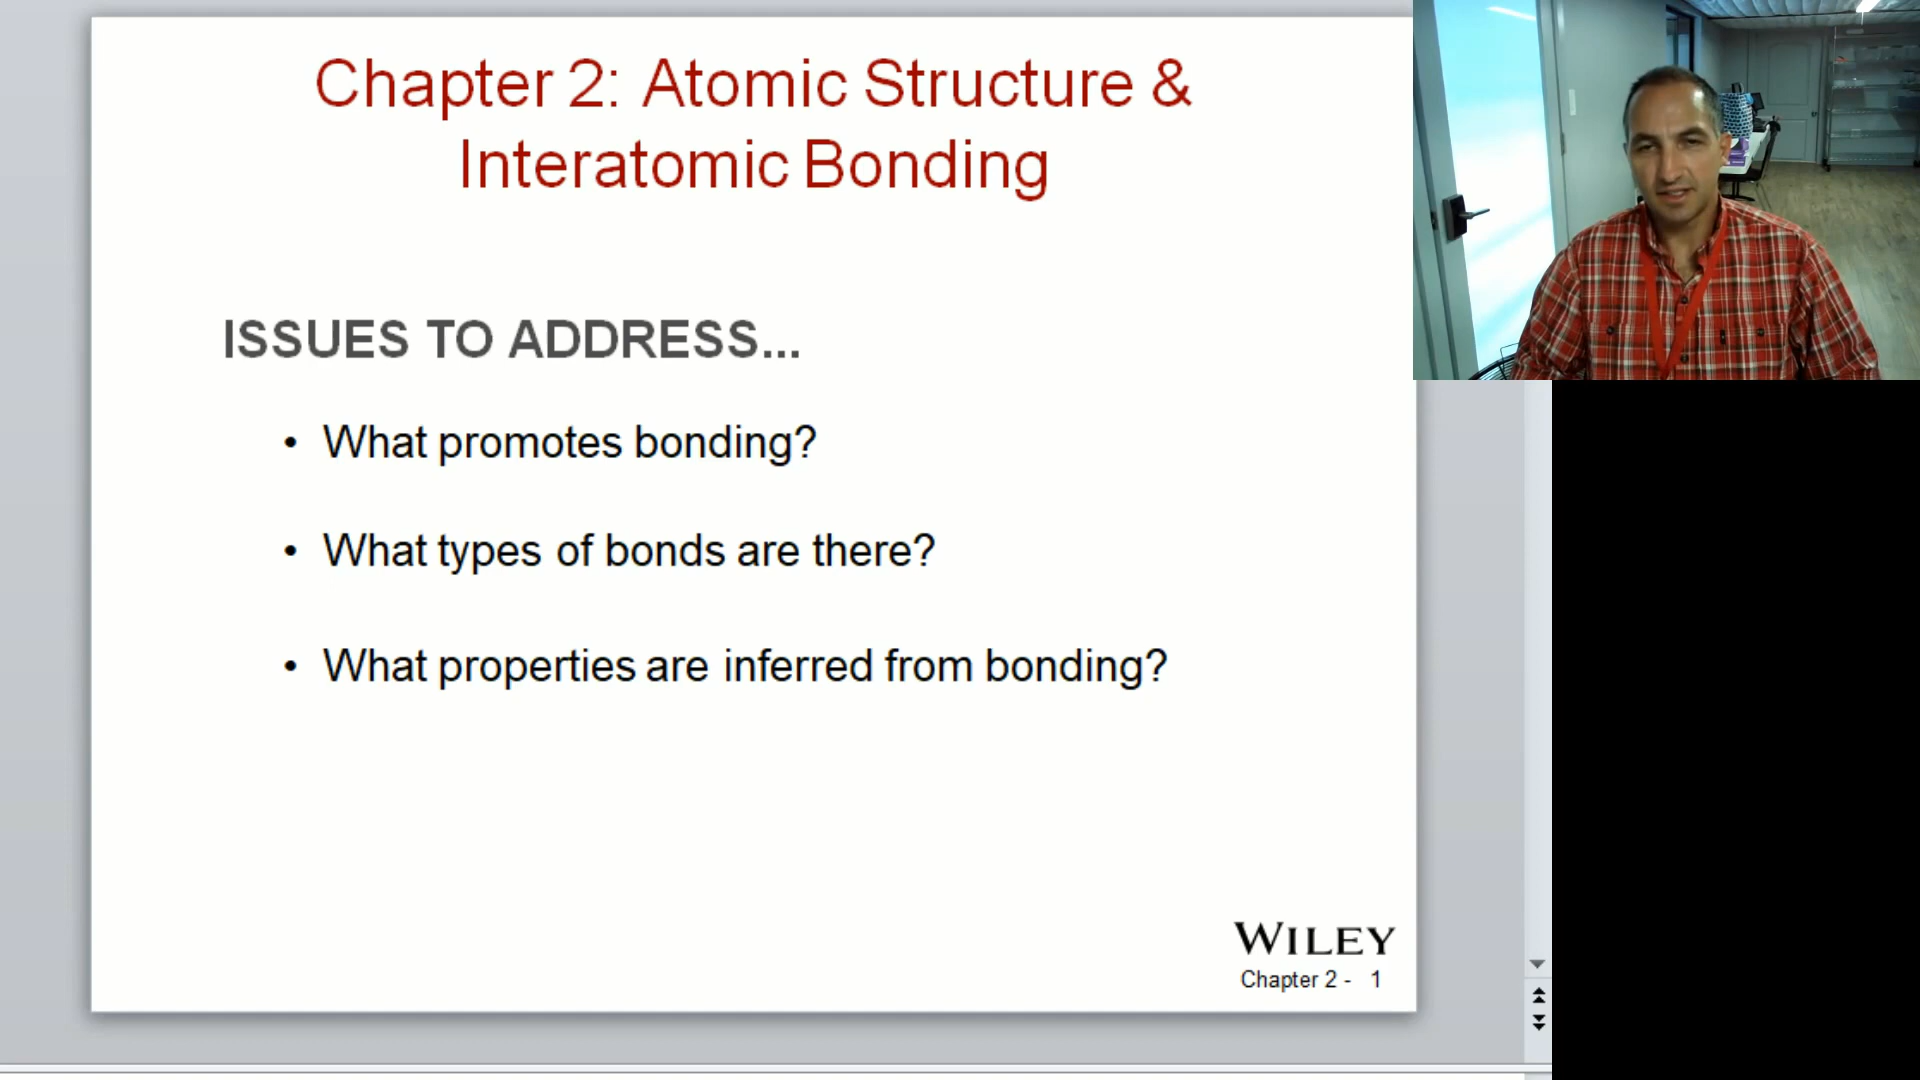 Chapter 2: Atomic Structure &
Interatomic Bonding
ISSUES TO ADDRESS...
• What promotes bonding?
• What types of bonds are there?
• What properties are inferred from bonding?
WILEY
Chapter 2 - 1